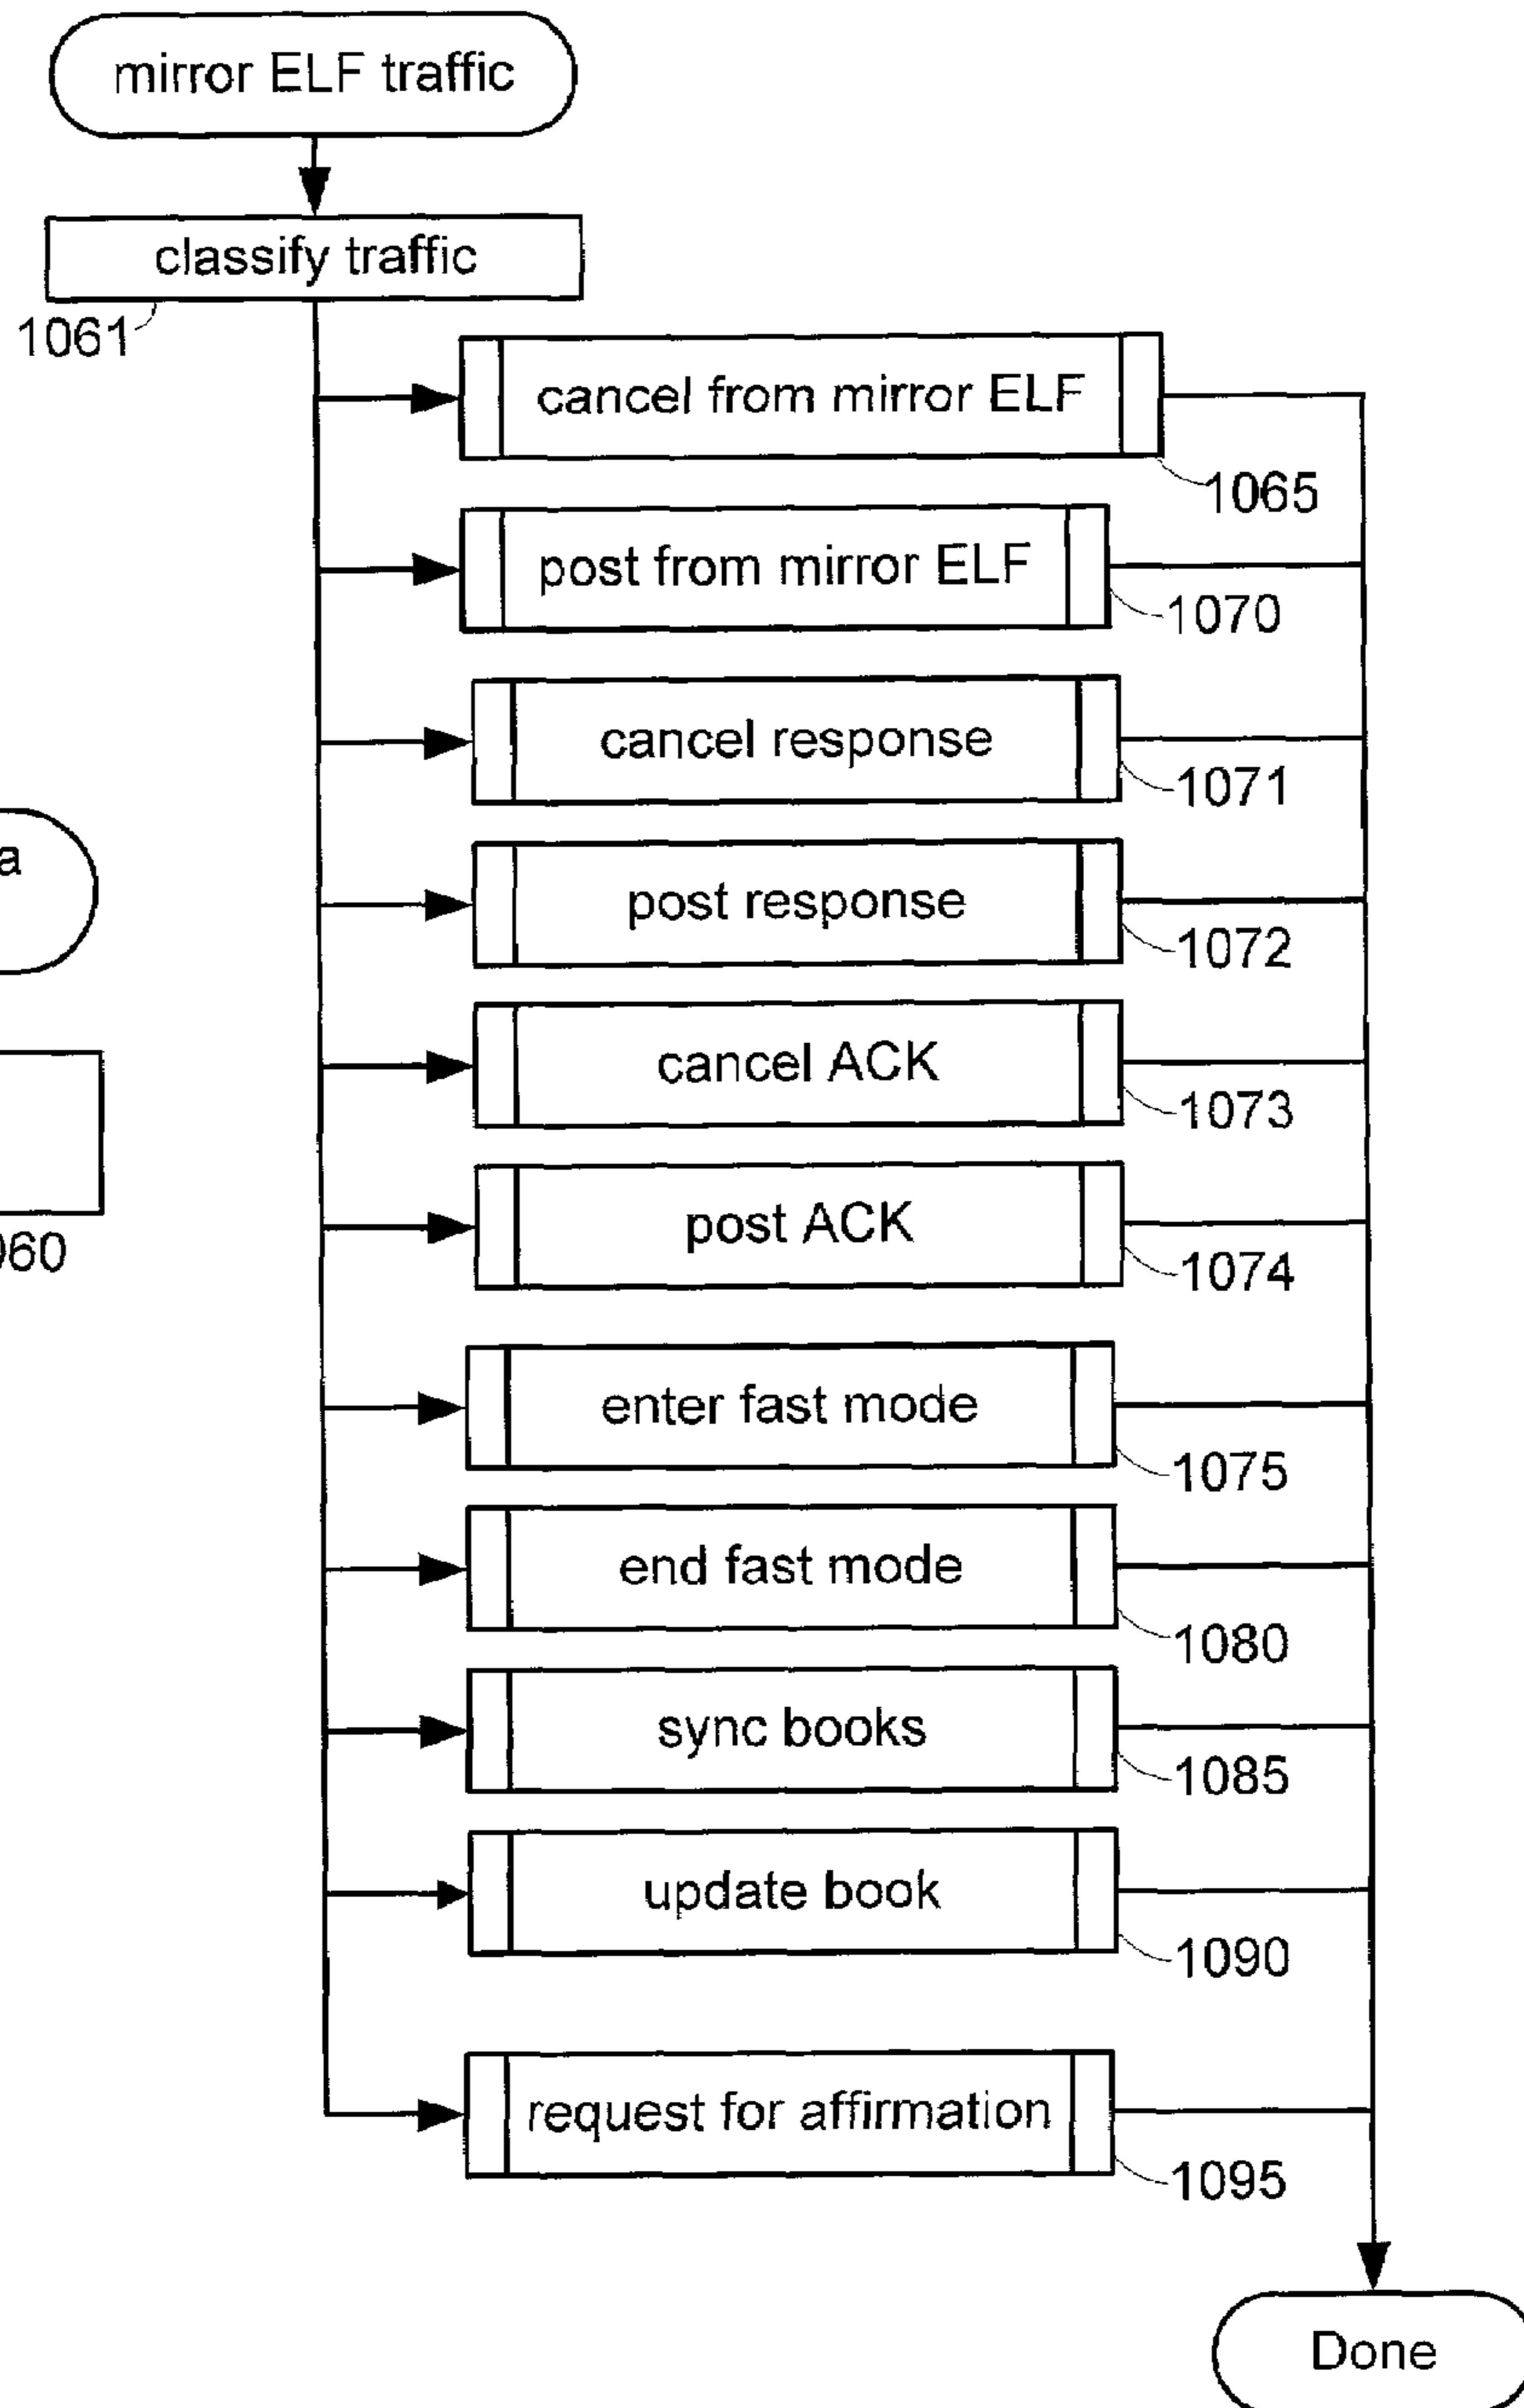 mirror ELF traffic
classify traffic
1061
cancel from mirror ELF
1065
post from mirror ELF
1070
cancel response
1071
a
post response
1072
cancel ACK
1073
post ACK
060
1074
enter fast mode
1075
end fast mode
1080
sync books
1085
update book
1090
request for affirmation
1095
Done